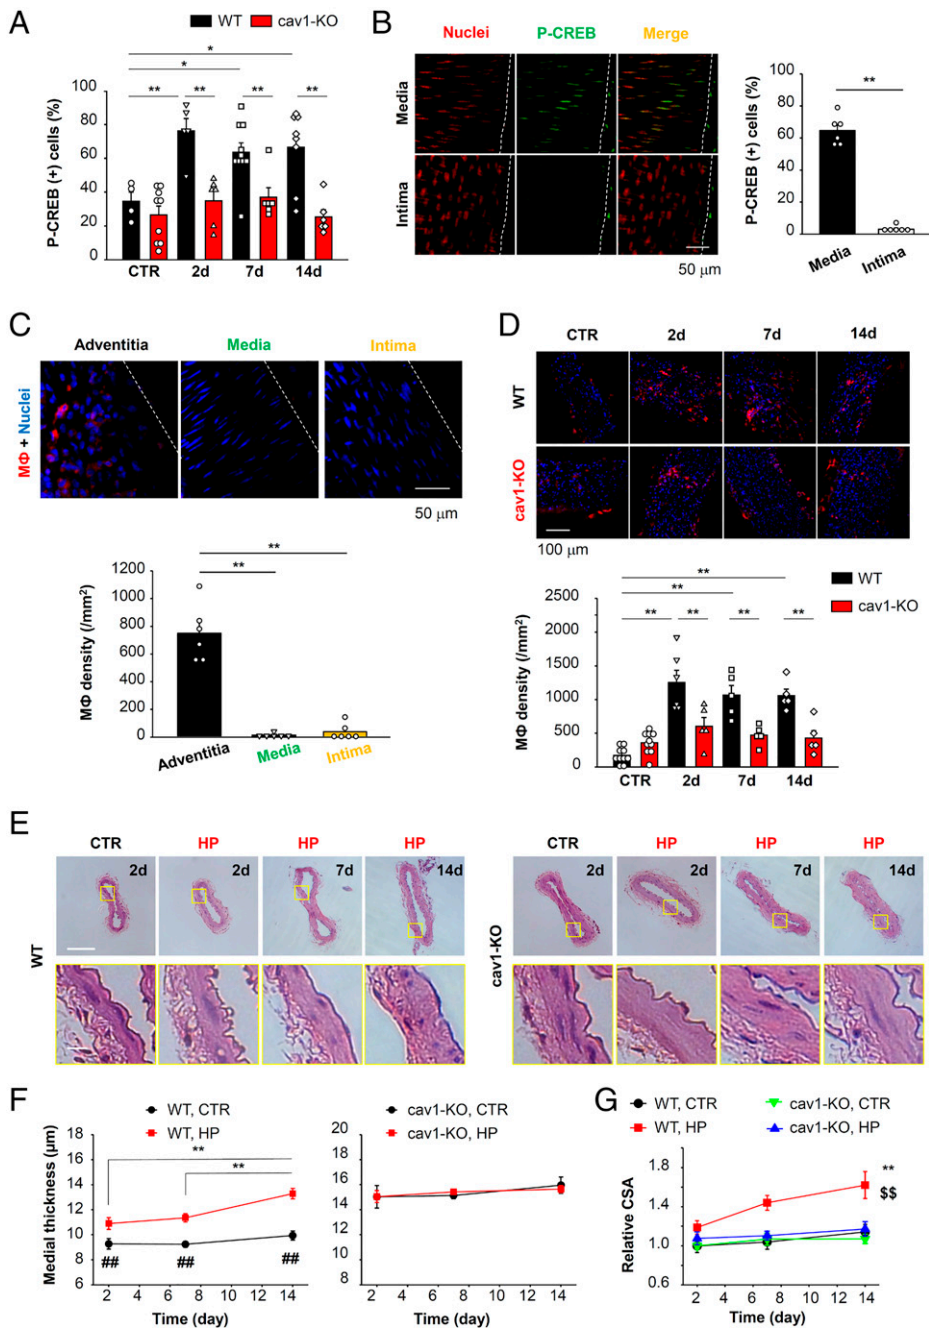 A
WT cav1-KO
*
*
** ** ** **
P-CREB (+) cells (%)
100
80
60
40
20
0
CTR 2d 7d 14d
B
Nuclei P-CREB Merge
Media
Intima
50 μm
P-CREB (+) cells (%)
100
80
60
40
20
0
**
Media Intima
C
Adventitia Media Intima
MΦ + Nuclei
50 μm
**
**
MΦ density (/mm²)
1200
1000
800
600
400
200
0
Adventitia Media Intima
D
CTR 2d 7d 14d
WT
cav1-KO
100 μm
WT
cav1-KO
**
**
** ** ** **
MΦ density (/mm²)
2500
2000
1500
1000
500
0
CTR 2d 7d 14d
E
CTR HP HP HP
2d 2d 7d 14d
WT
CTR HP HP HP
2d 2d 7d 14d
cav1-KO
F
WT, CTR
WT, HP
Medial thickness (μm)
16
14
12
10
8
6
**
**
## ## ##
2 4 6 8 10 12 14
Time (day)
cav1-KO, CTR
cav1-KO, HP
16
14
12
10
8
6
4
2 4 6 8 10 12 14
Time (day)
G
WT, CTR cav1-KO, CTR
WT, HP cav1-KO, HP
Relative CSA
1.8
1.4
1.0
0.6
**
$$
2 4 6 8 10 12 14
Time (day)